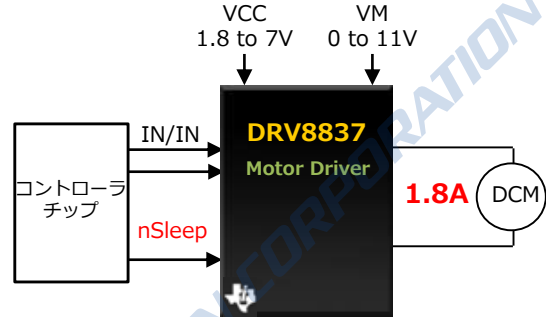 VCC
1.8 to 7V
VM
0 to 11V
IN/IN
DRV8837
Motor Driver
コントローラ
チップ
nSleep
1.8A
DCM
CORPORATION